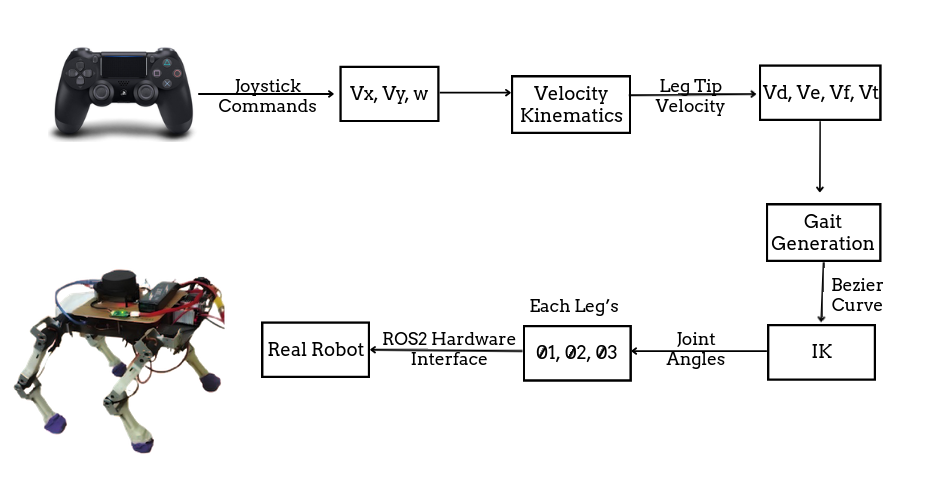 Joystick
Commands
Vx, Vy, w
Velocity
Kinematics
Leg Tip
Velocity
Vd, Ve, Vf, Vt
Gait
Generation
Bezier
Curve
IK
Joint
Angles
Each Leg's
θ1, θ2, θ3
ROS2 Hardware
Interface
Real Robot